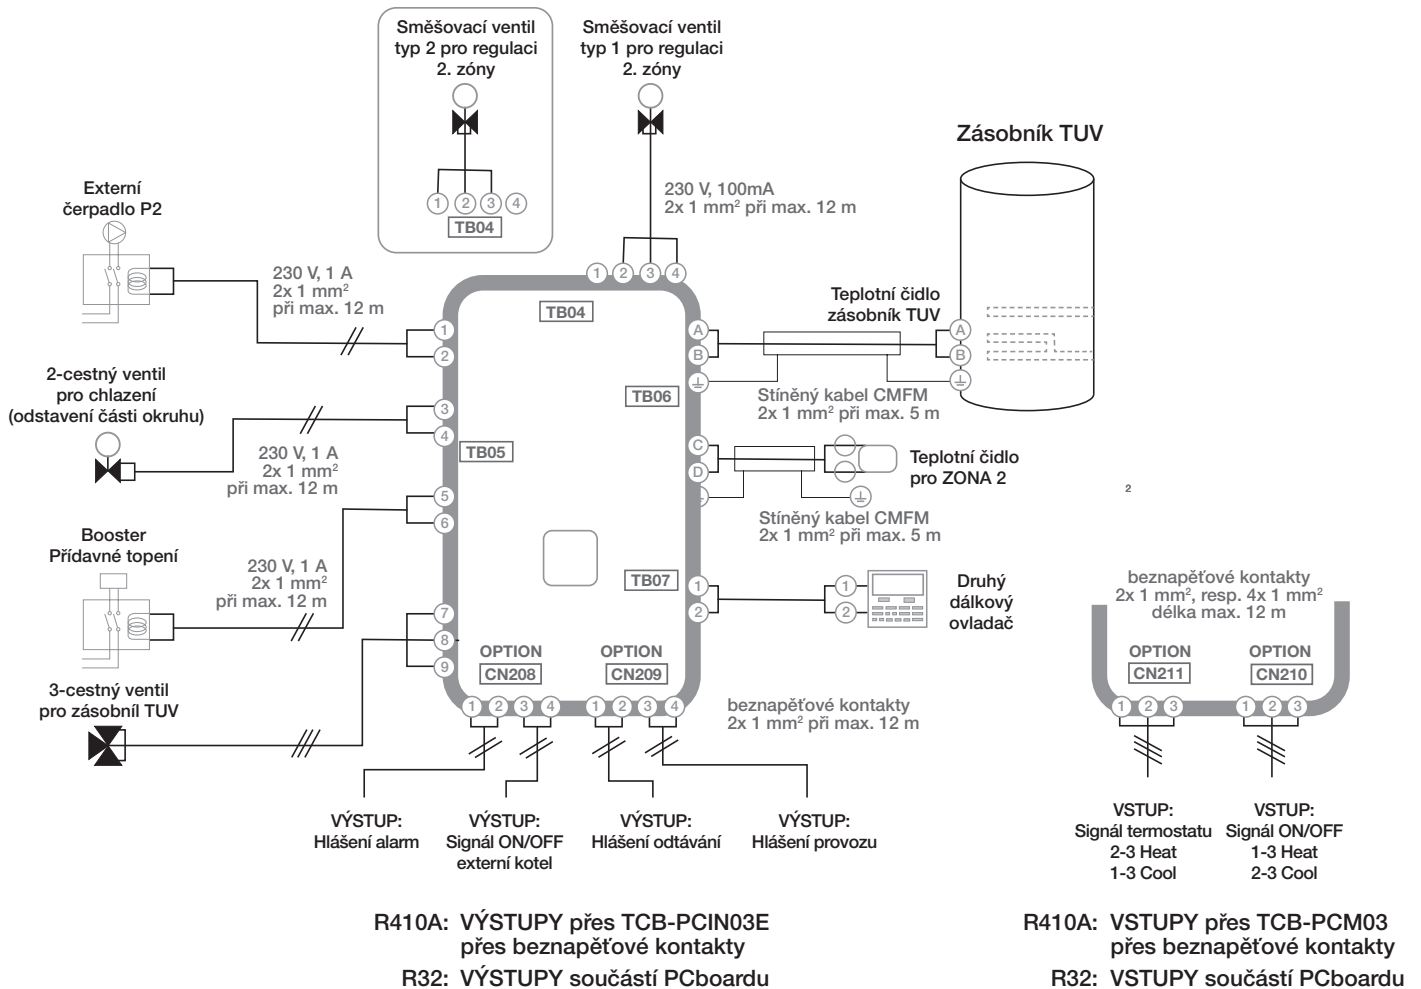 Směšovací ventil
typ 2 pro regulaci
2. zóny
1 2 3 4
TB04
Směšovací ventil
typ 1 pro regulaci
2. zóny
230 V, 100mA
2x 1 mm² při max. 12 m
1 2 3 4
TB04
Zásobník TUV
Externí
čerpadlo P2
230 V, 1 A
2x 1 mm²
při max. 12 m
1
2
2-cestný ventil
pro chlazení
(odstavení části okruhu)
230 V, 1 A
2x 1 mm²
při max. 12 m
3
4
TB05
Booster
Přídavné topení
230 V, 1 A
2x 1 mm²
při max. 12 m
5
6
3-cestný ventil
pro zásobníl TUV
7
8
9
Teplotní čidlo
zásobník TUV
A
B
A
B
TB06
Stíněný kabel CMFM
2x 1 mm² při max. 5 m
C
D
Teplotní čidlo
pro ZONA 2
Stíněný kabel CMFM
2x 1 mm² při max. 5 m
2
TB07
1
2
1
2
Druhý
dálkový
ovladač
OPTION
CN208
1 2 3 4
OPTION
CN209
1 2 3 4
beznapěťové kontakty
2x 1 mm² při max. 12 m
VÝSTUP:
Hlášení alarm
VÝSTUP:
Signál ON/OFF
externí kotel
VÝSTUP:
Hlášení odtávání
VÝSTUP:
Hlášení provozu
beznapěťové kontakty
2x 1 mm², resp. 4x 1 mm²
délka max. 12 m
OPTION
CN211
1 2 3
OPTION
CN210
1 2 3
VSTUP:
Signál termostatu
2-3 Heat
1-3 Cool
VSTUP:
Signál ON/OFF
1-3 Heat
2-3 Cool
R410A: VÝSTUPY přes TCB-PCIN03E
přes beznapěťové kontakty
R32: VÝSTUPY součástí PCboardu
R410A: VSTUPY přes TCB-PCM03
přes beznapěťové kontakty
R32: VSTUPY součástí PCboardu